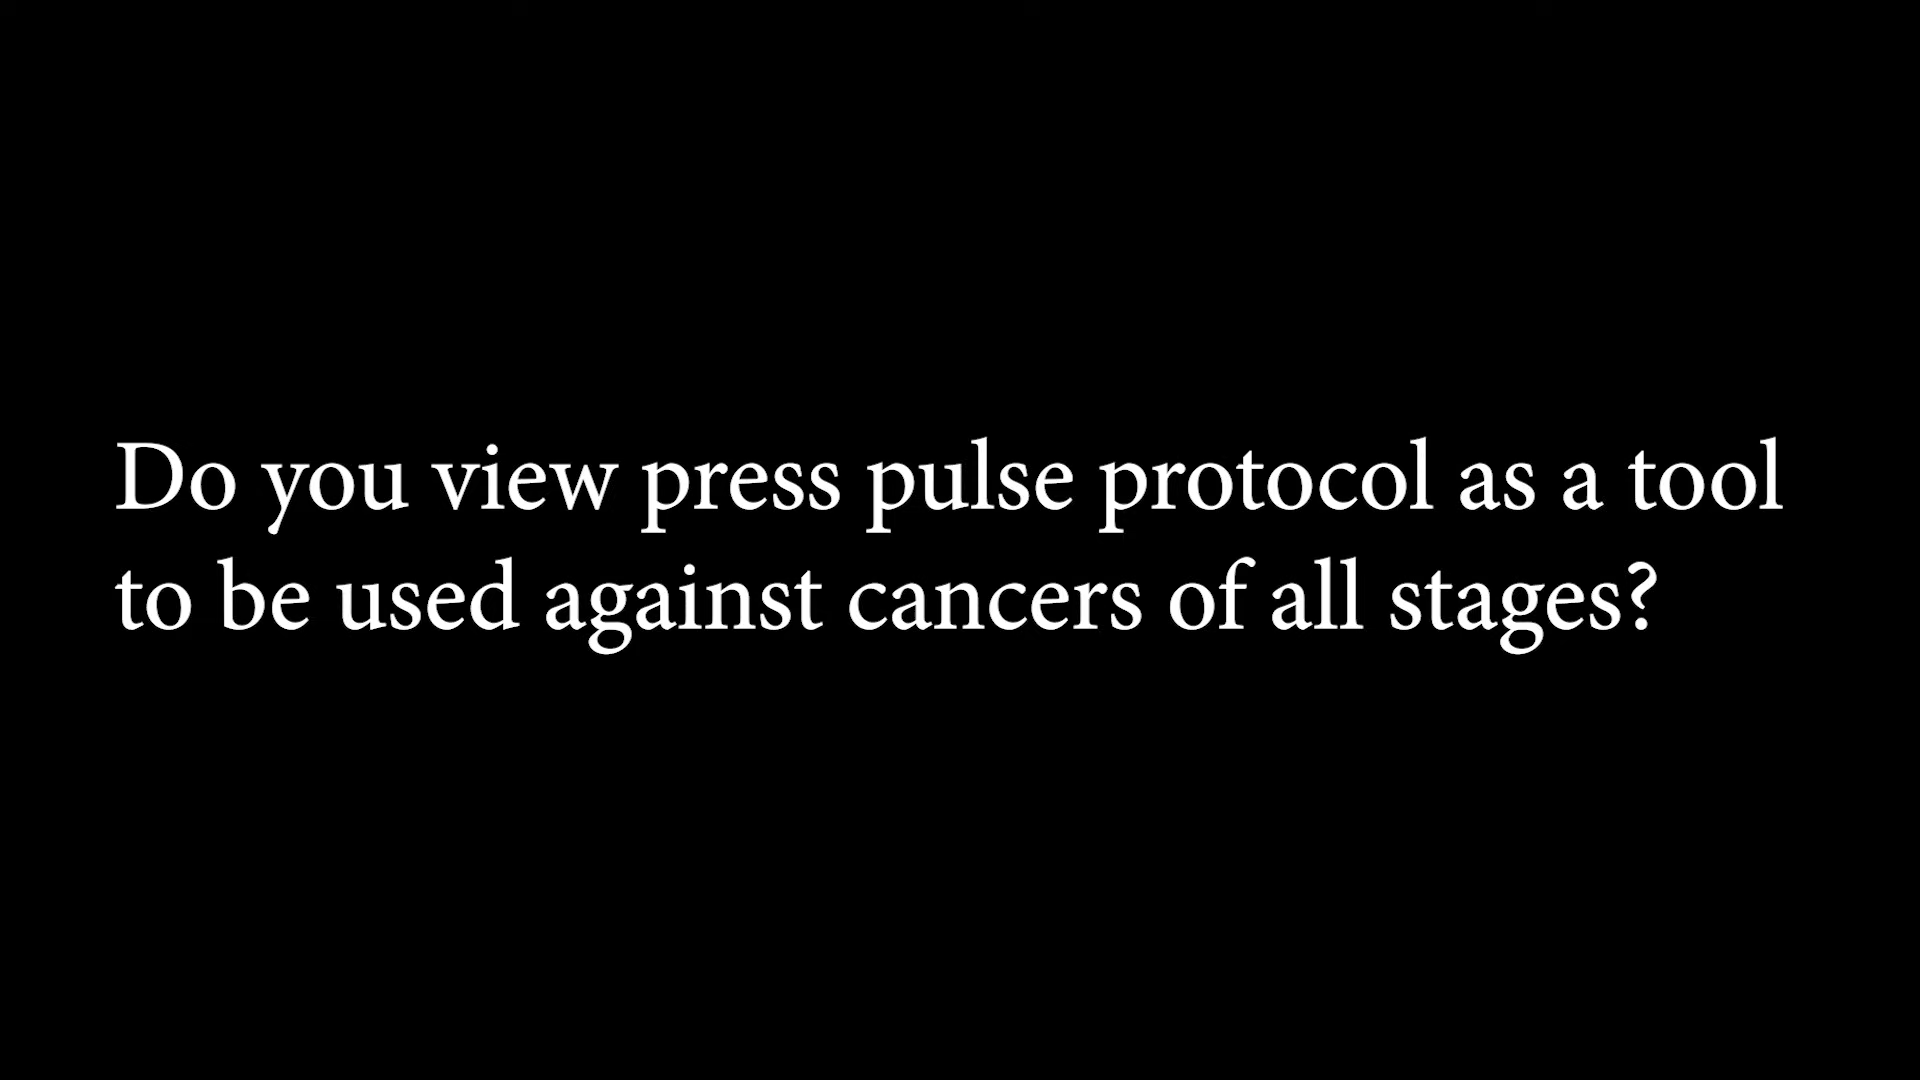 Do you view press pulse protocol as a tool
to be used against cancers of all stages?